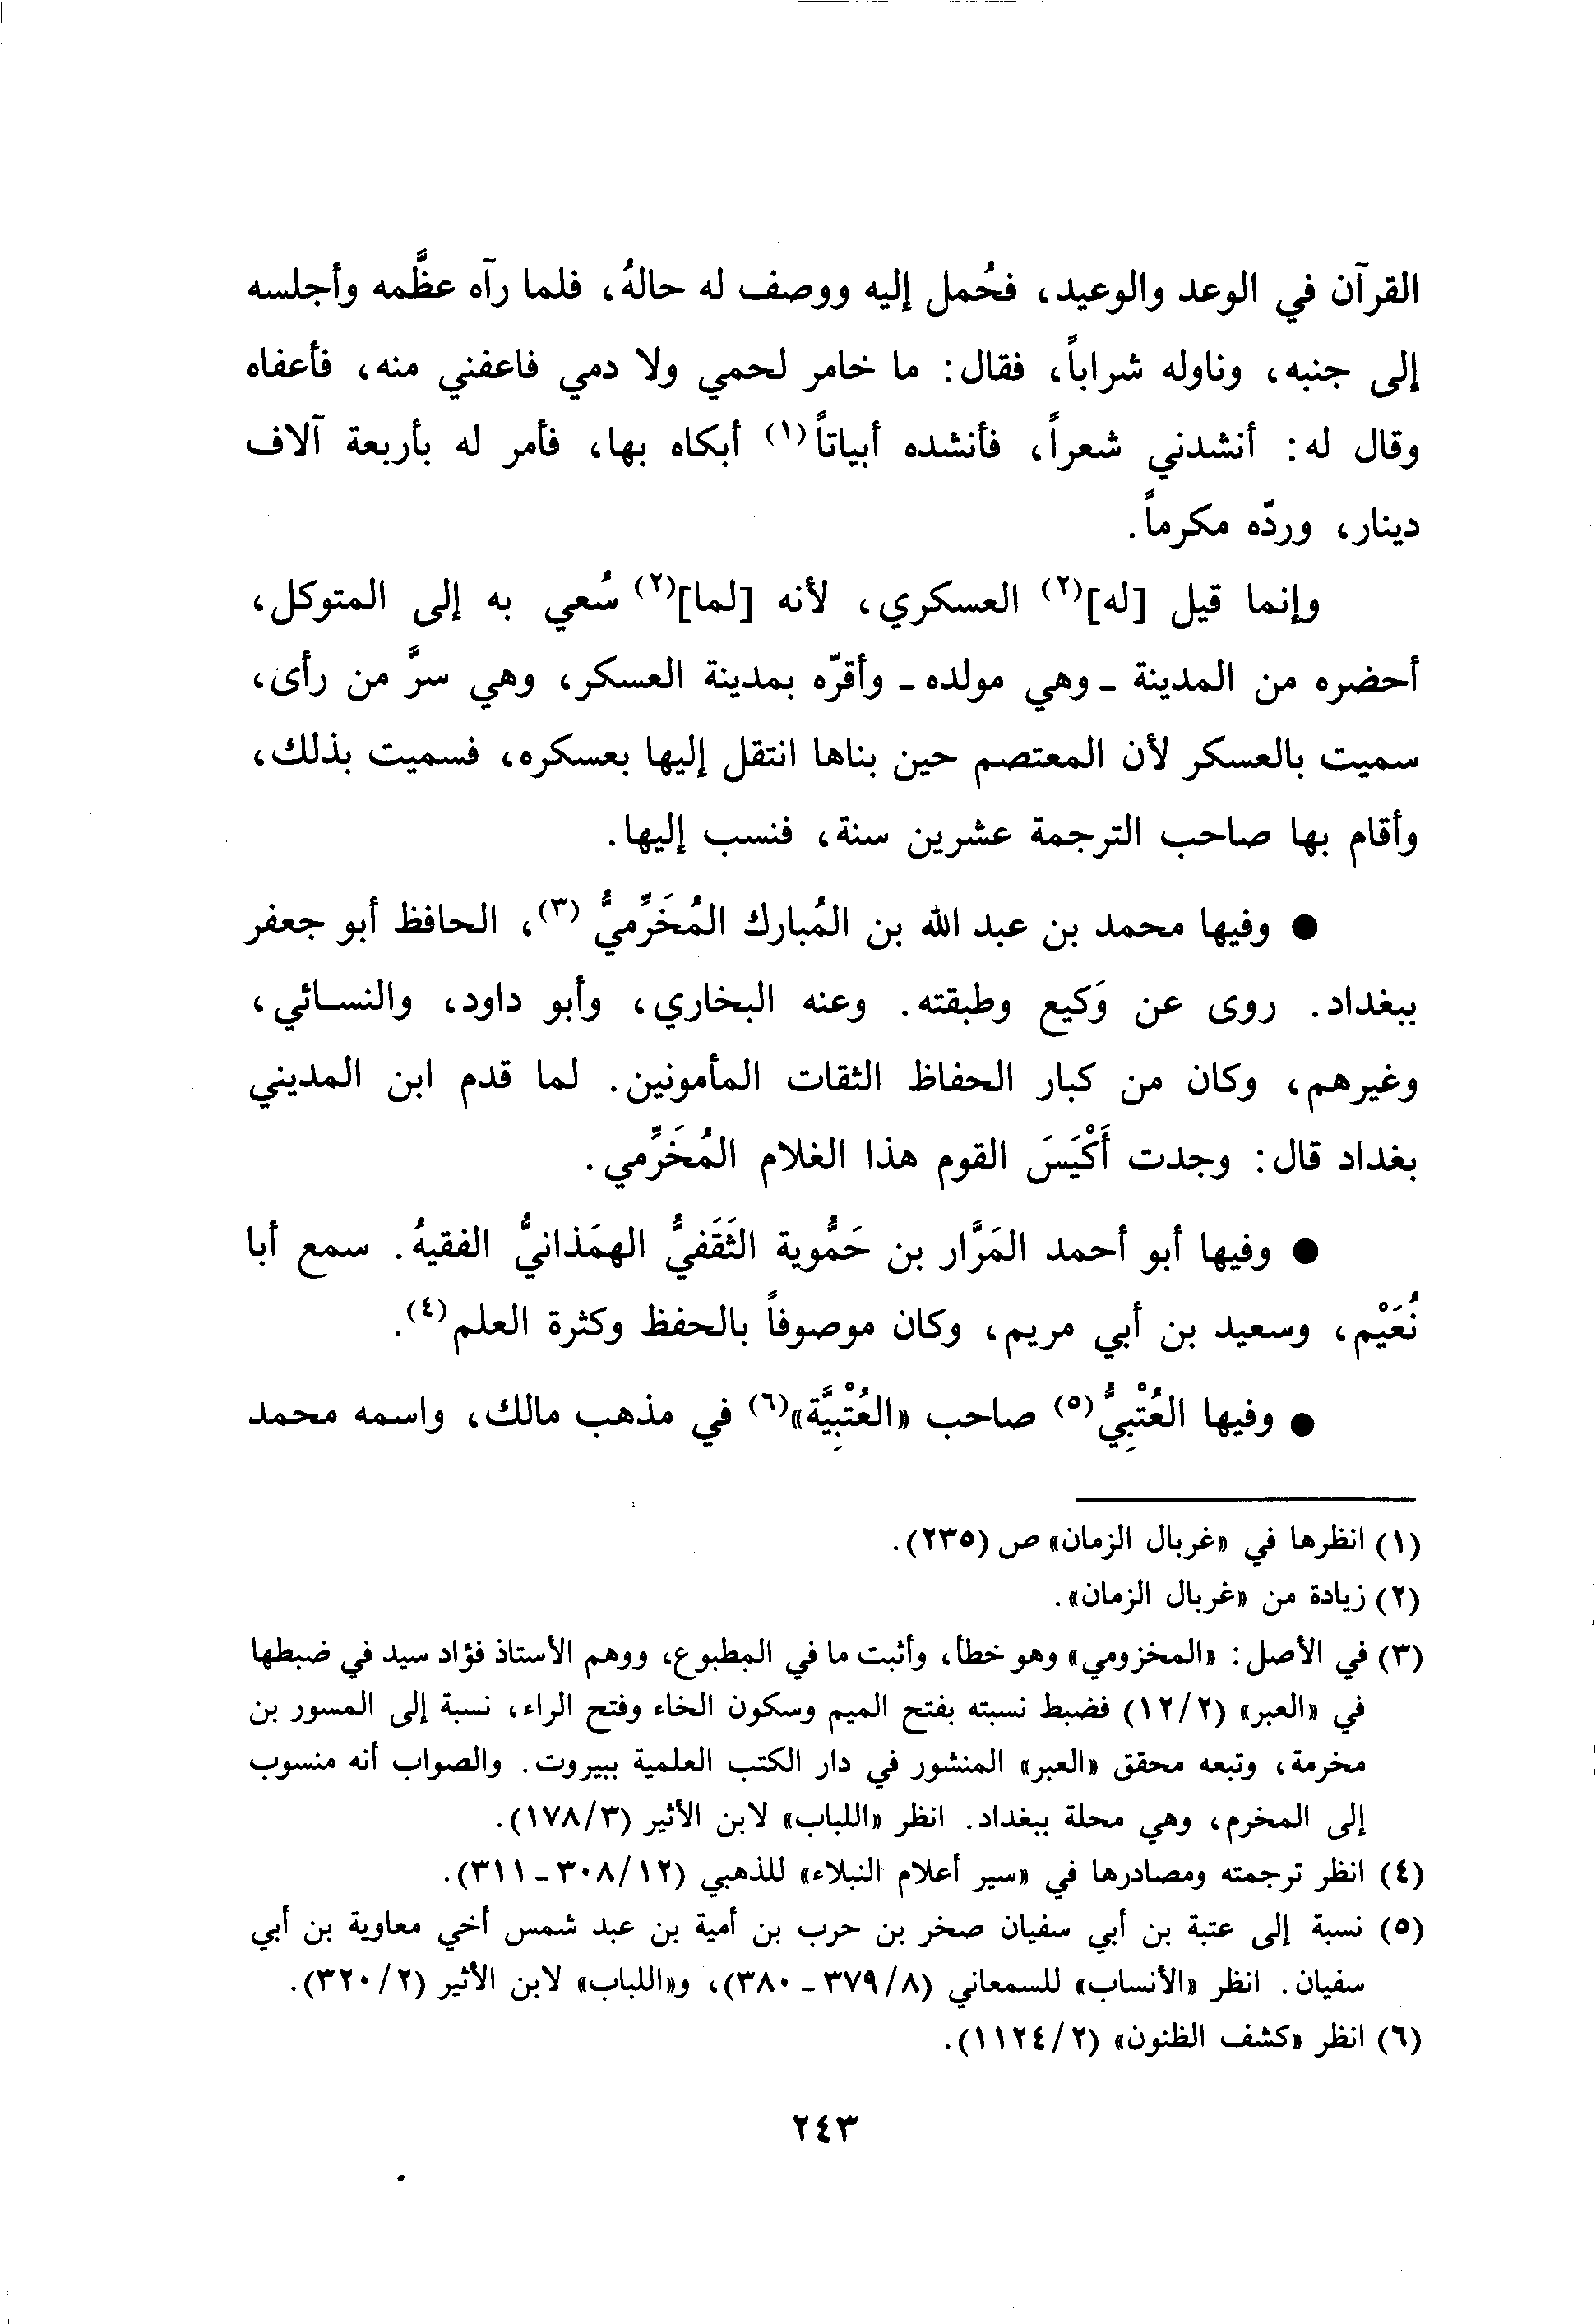 القرآن في الوعد والوعيد، فحُمل إليه ووصف له حالهُ، فلما رآه عظَّمه وأجلسه
إلى جنبه، وناوله شراباً، فقال: ما خامر لحمي ولا دمي فاعفني منه، فأعفاه
وقال له: أنشدني شعراً، فأنشده أبياتاً(١) أبكاه بها، فأمر له بأربعة آلاف
دينار، وردّه مكرماً.
وإنما قيل [له](٢) العسكري، لأنه [لما](٢) سُعي به إلى المتوكل،
أحضره من المدينة ـ وهي مولده ـ وأقرّه بمدينة العسكر، وهي سرَّ من رأى،
سميت بالعسكر لأن المعتصم حين بناها انتقل إليها بعسكره، فسميت بذلك،
وأقام بها صاحب الترجمة عشرين سنة، فنسب إليها.
● وفيها محمد بن عبد الله بن المُبارك المُخَرِّميُّ (٣)، الحافظ أبو جعفر
ببغداد. روى عن وَكيع وطبقته. وعنه البخاري، وأبو داود، والنسائي،
وغيرهم، وكان من كبار الحفاظ الثقات المأمونين. لما قدم ابن المديني
بغداد قال: وجدت أَكْيَسَ القوم هذا الغلام المُخَرِّمي.
● وفيها أبو أحمد المَرَّار بن حَمُّوية الثَقَفيُّ الهمَذانيُّ الفقيهُ. سمع أبا
نُعَيْم، وسعيد بن أبي مريم، وكان موصوفاً بالحفظ وكثرة العلم(٤).
● وفيها العُتْبِيُّ(٥) صاحب «العُتْبِيَّة»(٦) في مذهب مالك، واسمه محمد
(١) انظرها في «غربال الزمان» ص (٢٣٥).
(٢) زيادة من «غربال الزمان».
(٣) في الأصل: «المخزومي» وهو خطأ، وأثبت ما في المطبوع، ووهم الأستاذ فؤاد سيد في ضبطها
في «العبر» (١٢/٢) فضبط نسبته بفتح الميم وسكون الخاء وفتح الراء، نسبة إلى المسور بن
مخرمة، وتبعه محقق «العبر» المنشور في دار الكتب العلمية ببيروت. والصواب أنه منسوب
إلى المخرم، وهي محلة ببغداد. انظر «اللباب» لابن الأثير (١٧٨/٣).
(٤) انظر ترجمته ومصادرها في «سير أعلام النبلاء» للذهبي (٣٠٨/١٢ ـ ٣١١).
(٥) نسبة إلى عتبة بن أبي سفيان صخر بن حرب بن أمية بن عبد شمس أخي معاوية بن أبي
سفيان. انظر «الأنساب» للسمعاني (٣٧٩/٨ ـ ٣٨٠)، و«اللباب» لابن الأثير (٣٢٠/٢).
(٦) انظر «كشف الظنون» (١١٢٤/٢).
٢٤٣